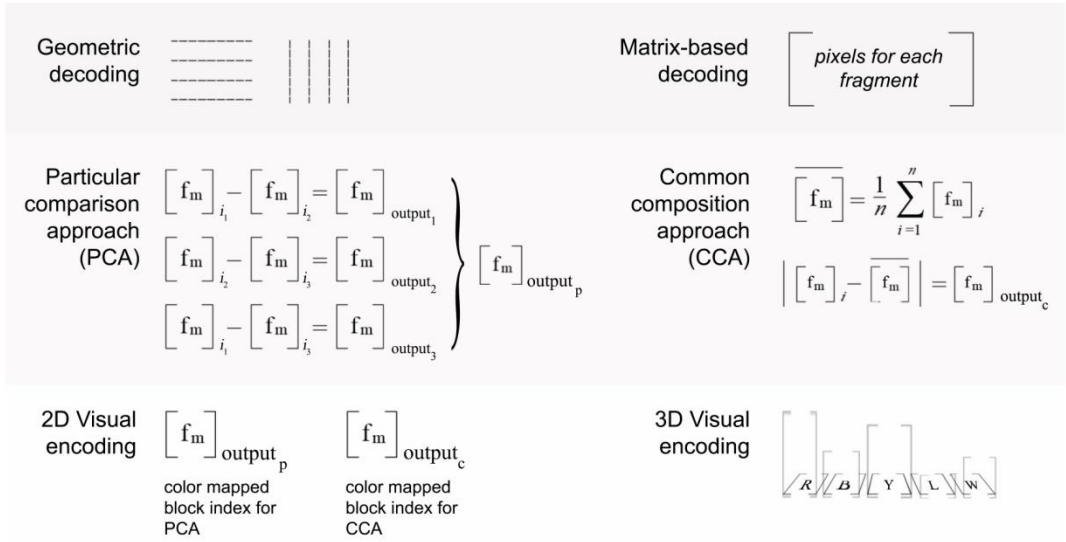 Geometric
decoding
Matrix-based
decoding
pixels for each
fragment
Particular
comparison
approach
(PCA)
[fm] i1 − [fm] i2 = [fm] output1
[fm] i2 − [fm] i3 = [fm] output2
[fm] i1 − [fm] i3 = [fm] output3
[fm] outputp
Common
composition
approach
(CCA)
[fm] = 1/n n∑i=1 [fm] i
|[fm] i − [fm]| = [fm] outputc
2D Visual
encoding
[fm] outputp
color mapped
block index for
PCA
[fm] outputc
color mapped
block index for
CCA
3D Visual
encoding
R B Y L W